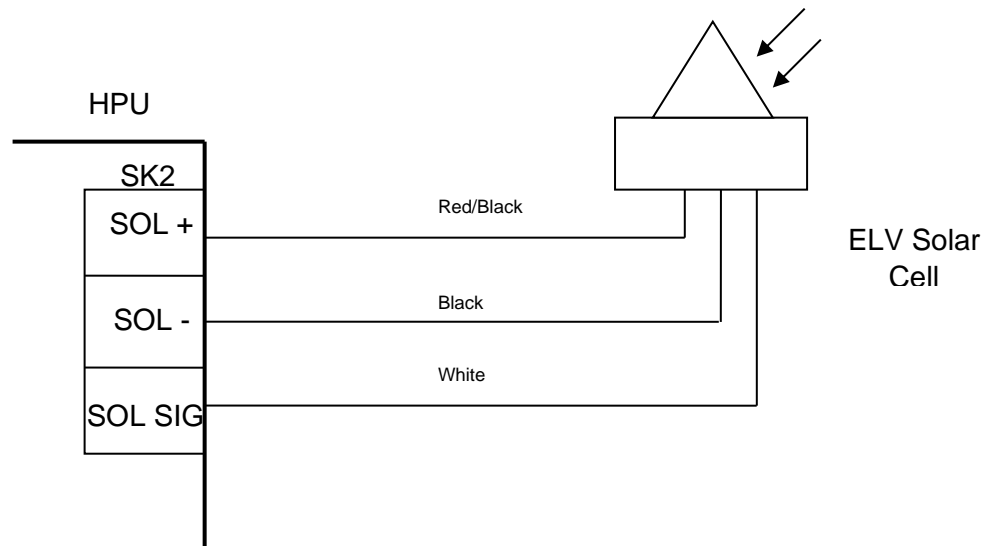 HPU
SK2
SOL +
Red/Black
SOL -
Black
SOL SIG
White
ELV Solar
Cell